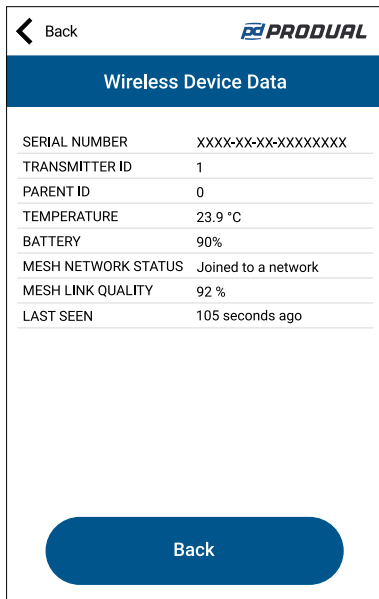 Back
pd PRODUAL
Wireless Device Data
SERIAL NUMBER XXXX-XX-XX-XXXXXXXX
TRANSMITTER ID 1
PARENT ID 0
TEMPERATURE 23.9 °C
BATTERY 90%
MESH NETWORK STATUS Joined to a network
MESH LINK QUALITY 92 %
LAST SEEN 105 seconds ago
Back